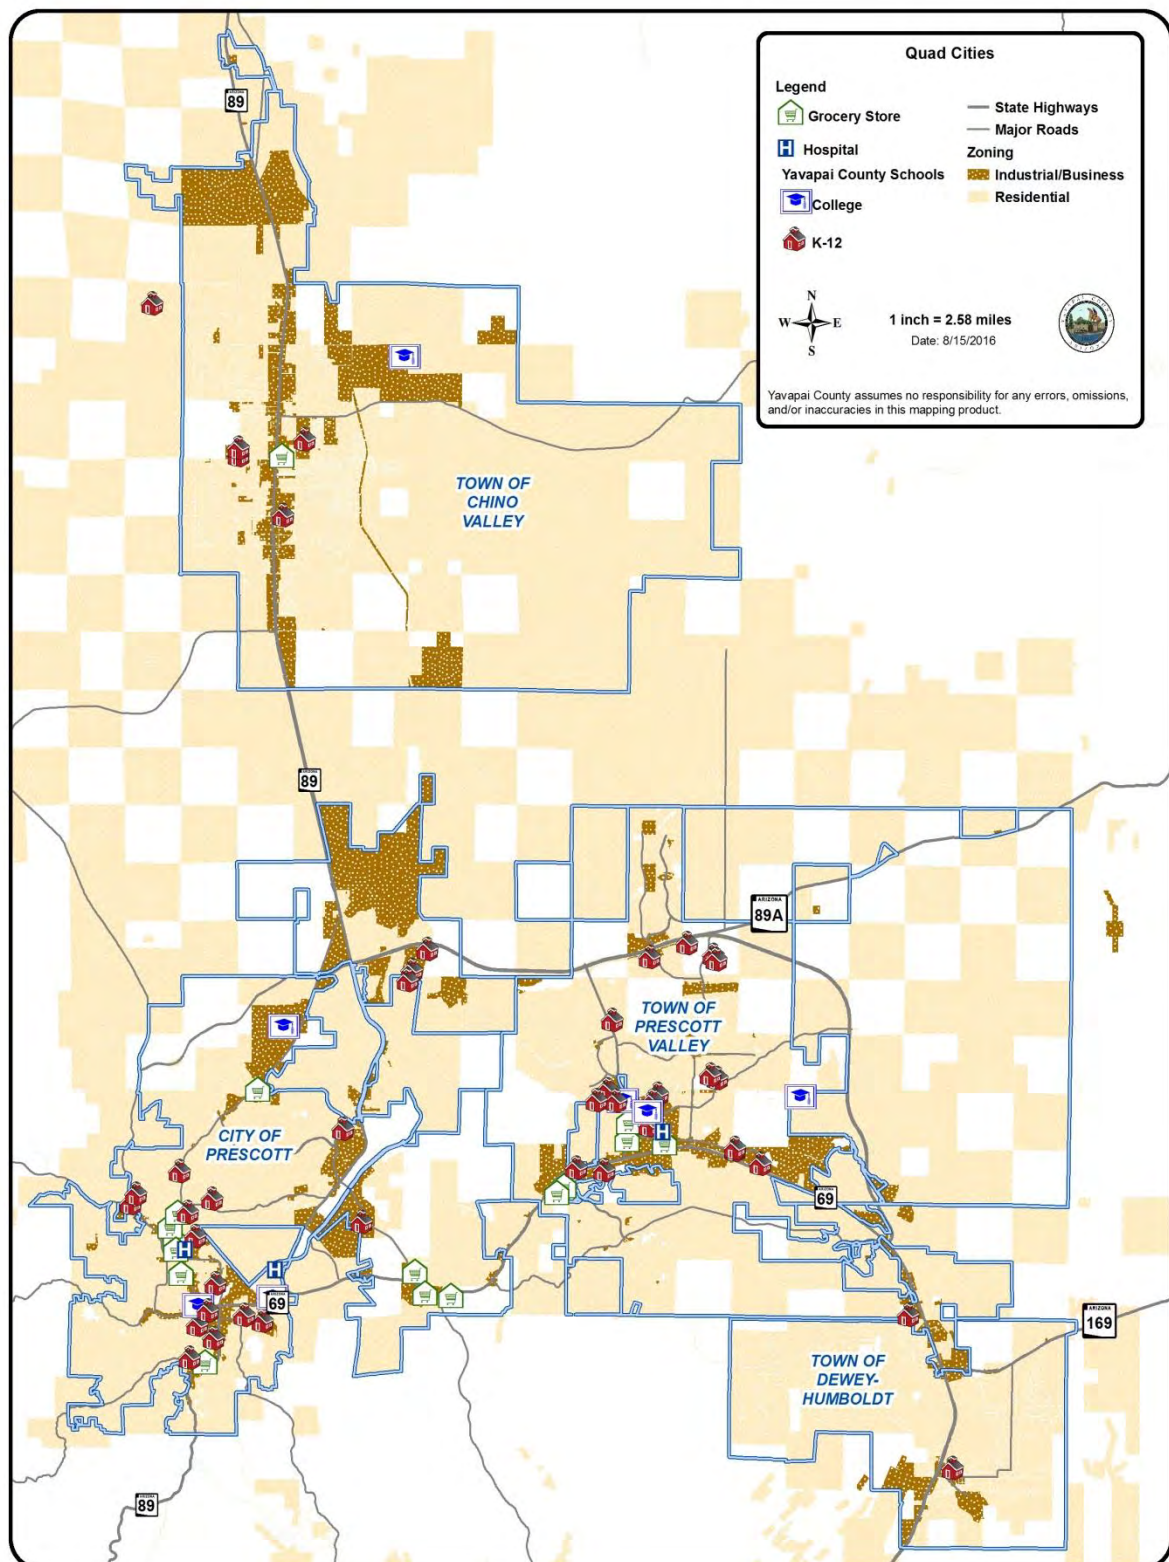 Quad Cities
Legend
Grocery Store
Hospital
Yavapai County Schools
College
K-12
State Highways
Major Roads
Zoning
Industrial/Business
Residential
N
W E
S
1 inch = 2.58 miles
Date: 8/15/2016
Yavapai County assumes no responsibility for any errors, omissions,
and/or inaccuracies in this mapping product.
89
TOWN OF
CHINO
VALLEY
89
ARIZONA
89A
TOWN OF
PRESCOTT
VALLEY
CITY OF
PRESCOTT
H
69
H
H
69
ARIZONA
169
TOWN OF
DEWEY-
HUMBOLDT
89